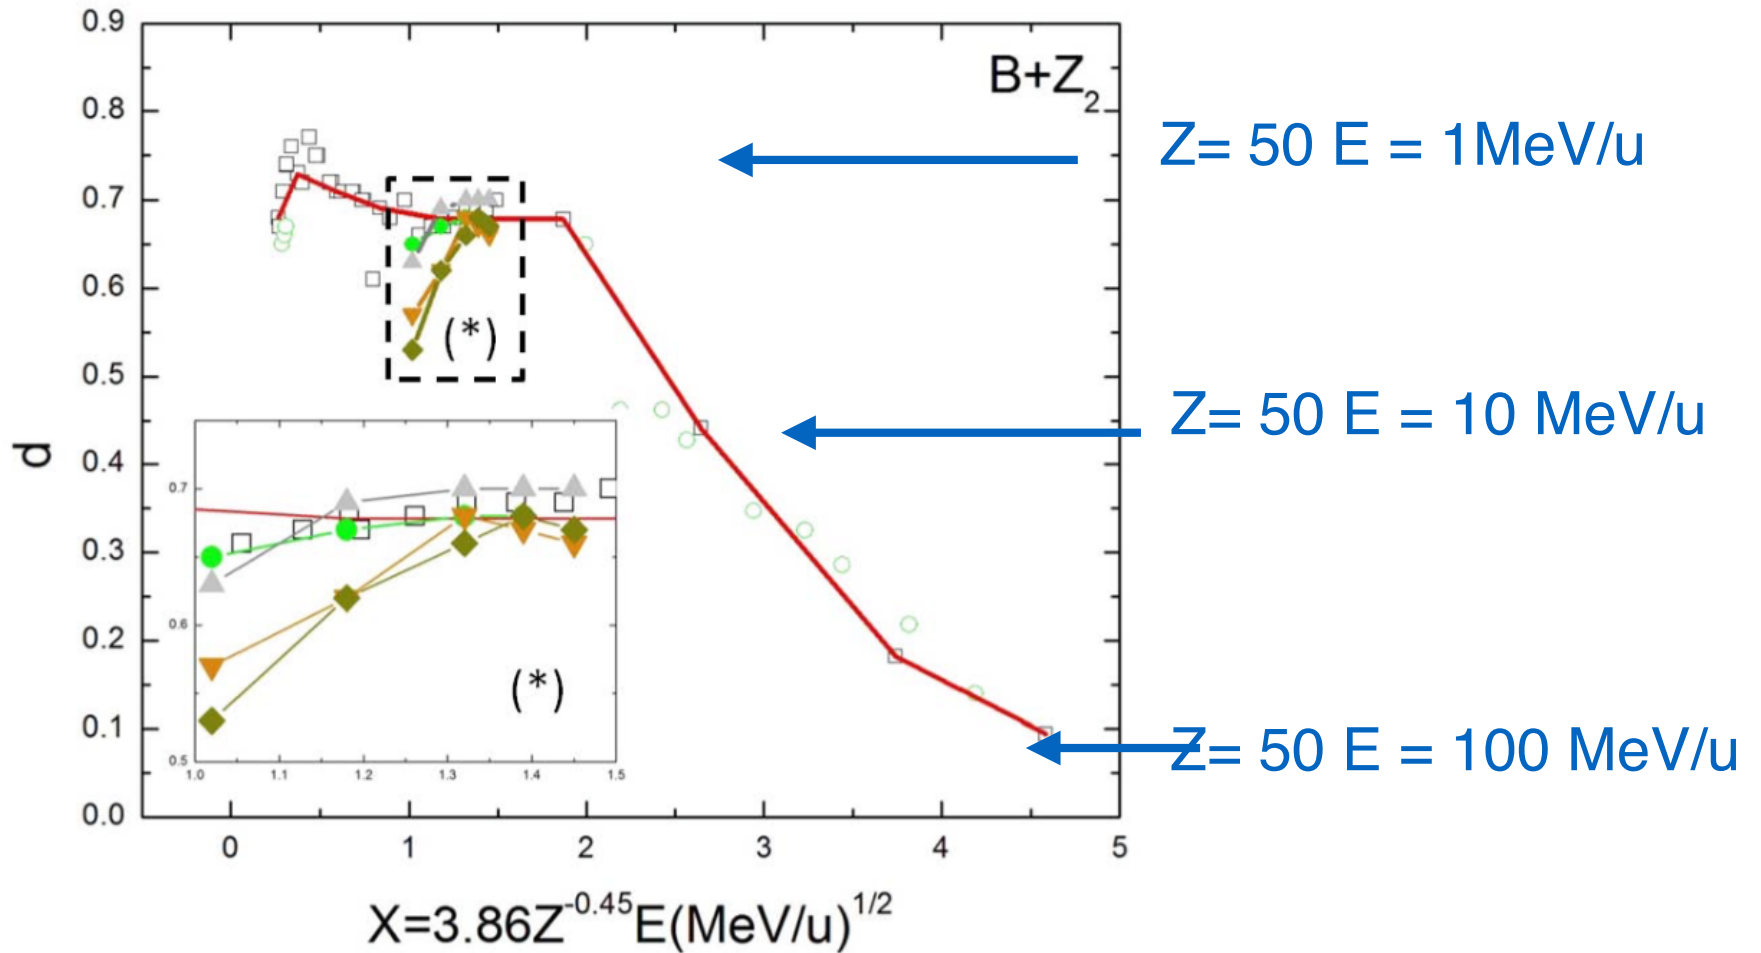 0.9
0.8
0.7
0.6
0.5
0.4
0.3
0.2
0.1
0.0
d
B+Z₂
(*)
0.7
0.6
0.5
1.0 1.1 1.2 1.3 1.4 1.5
(*)
0 1 2 3 4 5
X=3.86Z⁻⁰·⁴⁵E(MeV/u)¹ᐟ²
Z= 50 E = 1MeV/u
Z= 50 E = 10 MeV/u
Z= 50 E = 100 MeV/u